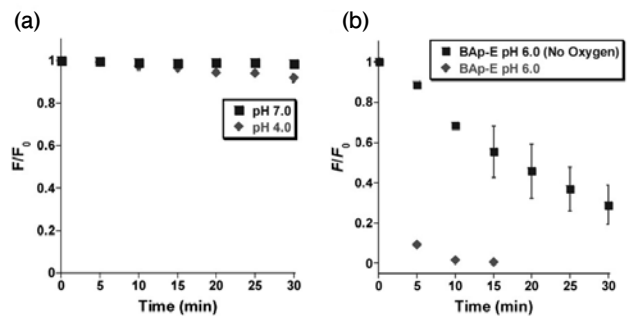 (a)
1
0.8
0.6
0.4
0.2
0
F/F0
pH 7.0
pH 4.0
0 5 10 15 20 25 30
Time (min)
(b)
BAp-E pH 6.0 (No Oxygen)
BAp-E pH 6.0
1
0.8
0.6
0.4
0.2
0
F/F0
0 5 10 15 20 25 30
Time (min)